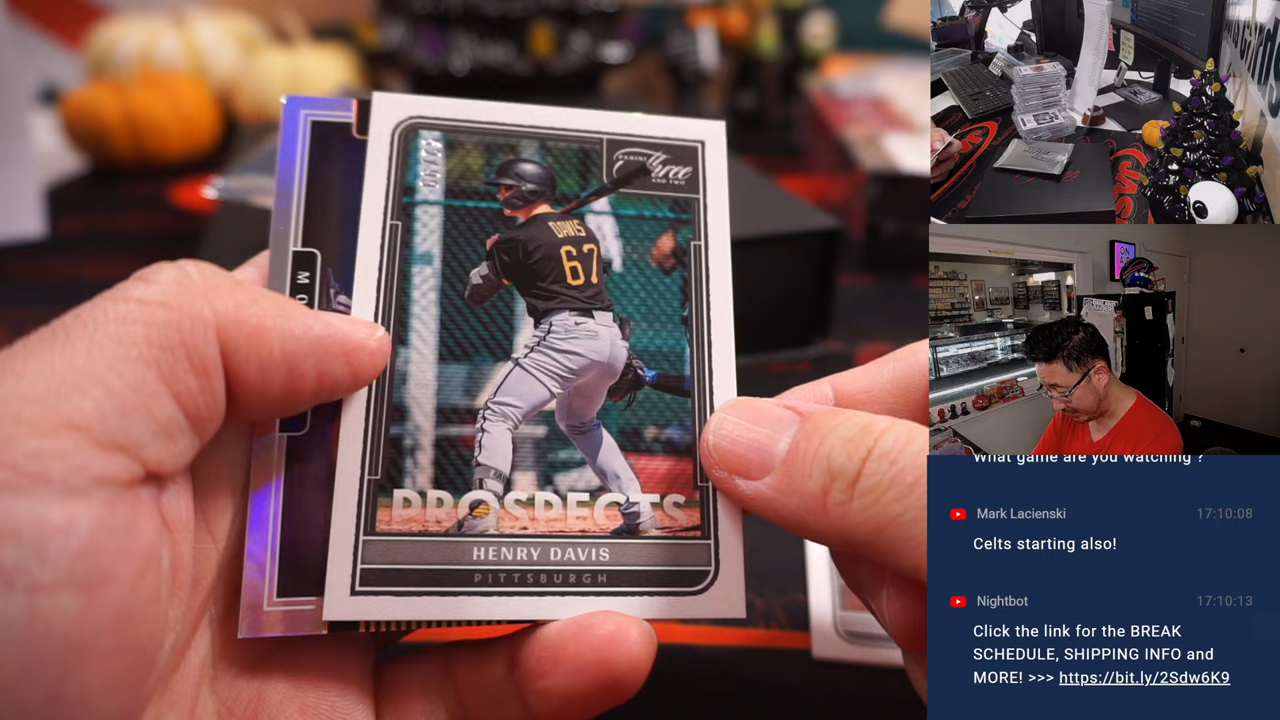 PANINI
Three
AND TWO
DAVIS
67
PROSPECTS
HENRY DAVIS
PITTSBURGH
M
What game are you watching ?
Mark Lacienski
17:10:08
Celts starting also!
Nightbot
17:10:13
Click the link for the BREAK
SCHEDULE, SHIPPING INFO and
MORE! >>> https://bit.ly/2Sdw6K9